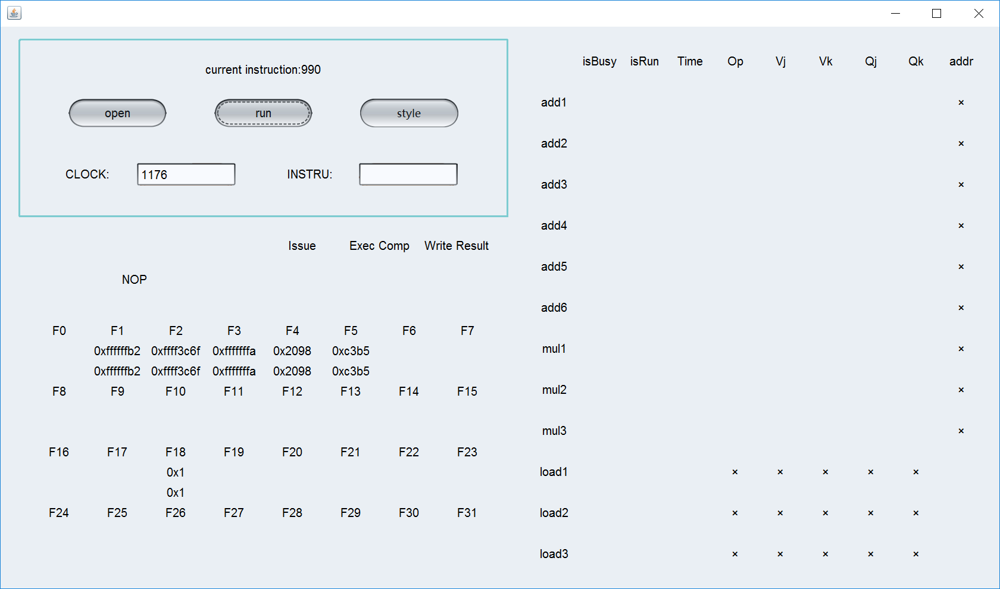 current instruction:990
open run style
CLOCK: 1176 INSTRU:
Issue Exec Comp Write Result
NOP
F0 F1 F2 F3 F4 F5 F6 F7
0xffffffb2 0xffff3c6f 0xfffffffa 0x2098 0xc3b5
0xffffffb2 0xffff3c6f 0xfffffffa 0x2098 0xc3b5
F8 F9 F10 F11 F12 F13 F14 F15
F16 F17 F18 F19 F20 F21 F22 F23
0x1
0x1
F24 F25 F26 F27 F28 F29 F30 F31
isBusy isRun Time Op Vj Vk Qj Qk addr
add1 ×
add2 ×
add3 ×
add4 ×
add5 ×
add6 ×
mul1 ×
mul2 ×
mul3 ×
load1 × × × × ×
load2 × × × × ×
load3 × × × × ×